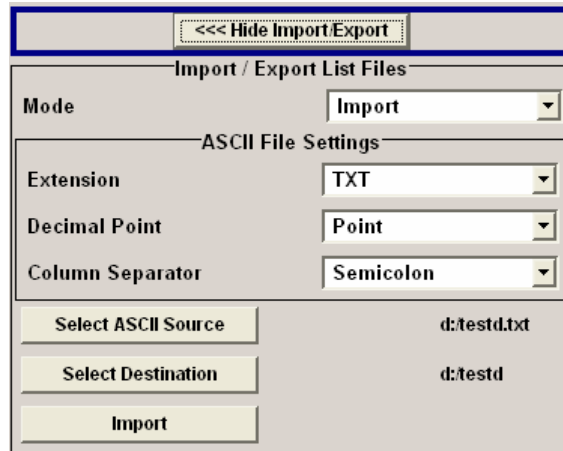 <<< Hide Import/Export
Import / Export List Files
Mode Import
ASCII File Settings
Extension TXT
Decimal Point Point
Column Separator Semicolon
Select ASCII Source d:/testd.txt
Select Destination d:/testd
Import